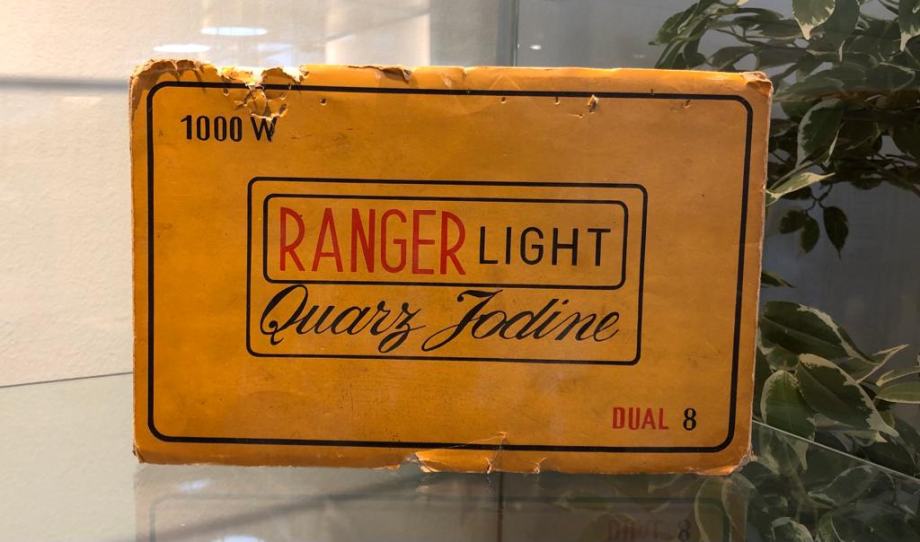 1000 W
RANGER LIGHT
Quarz Jodine
DUAL 8